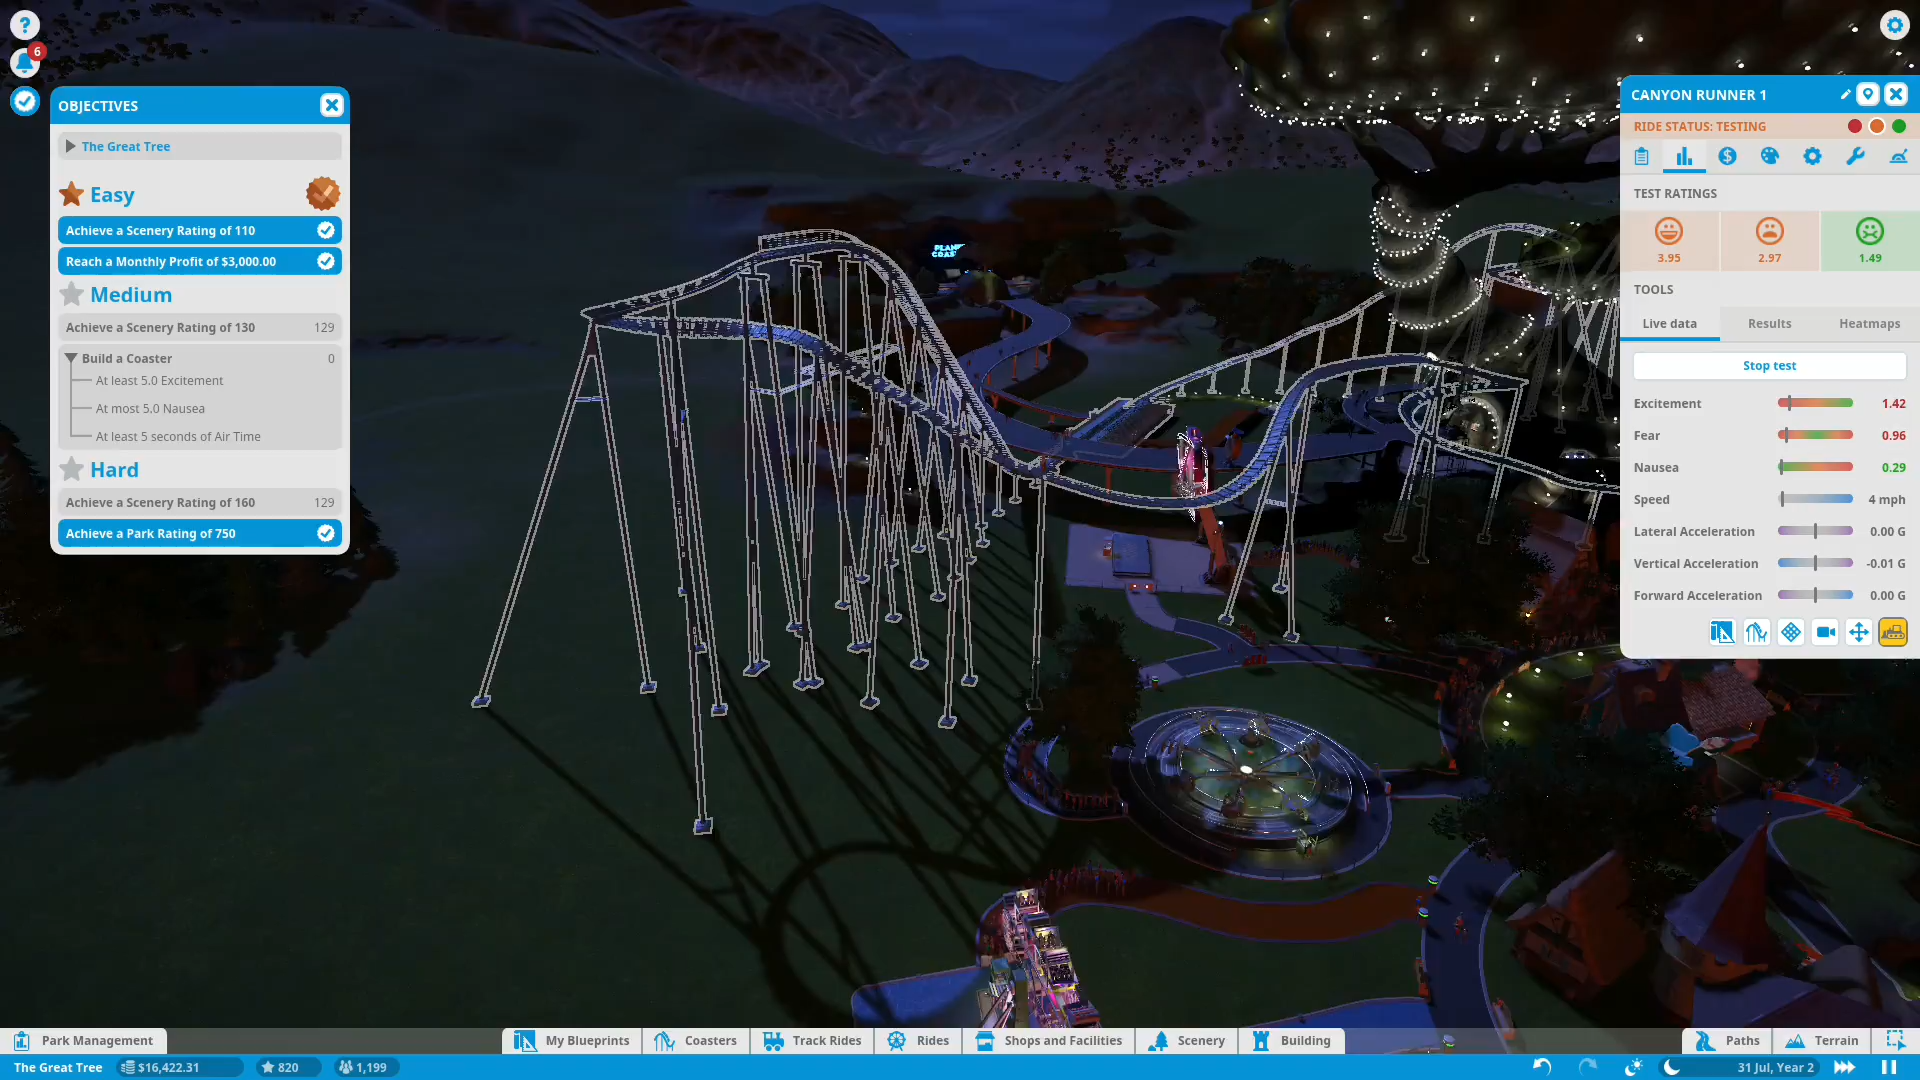 ?
6
OBJECTIVES
The Great Tree
Easy
Achieve a Scenery Rating of 110
Reach a Monthly Profit of $3,000.00
Medium
Achieve a Scenery Rating of 130 129
Build a Coaster 0
At least 5.0 Excitement
At most 5.0 Nausea
At least 5 seconds of Air Time
Hard
Achieve a Scenery Rating of 160 129
Achieve a Park Rating of 750
CANYON RUNNER 1
RIDE STATUS: TESTING
TEST RATINGS
3.95 2.97 1.49
TOOLS
Live data Results Heatmaps
Stop test
Excitement 1.42
Fear 0.96
Nausea 0.29
Speed 4 mph
Lateral Acceleration 0.00 G
Vertical Acceleration -0.01 G
Forward Acceleration 0.00 G
Park Management My Blueprints Coasters Track Rides Rides Shops and Facilities Scenery Building Paths Terrain
The Great Tree $16,422.31 820 1,199 31 Jul, Year 2